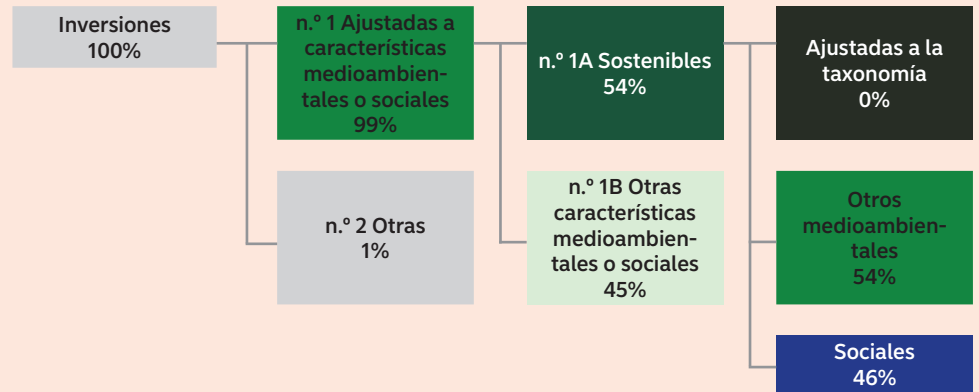 Inversiones
100%
n.º 1 Ajustadas a
características
medioambien-
tales o sociales
99%
n.º 1A Sostenibles
54%
Ajustadas a la
taxonomía
0%
n.º 2 Otras
1%
n.º 1B Otras
características
medioambien-
tales o sociales
45%
Otros
medioambien-
tales
54%
Sociales
46%